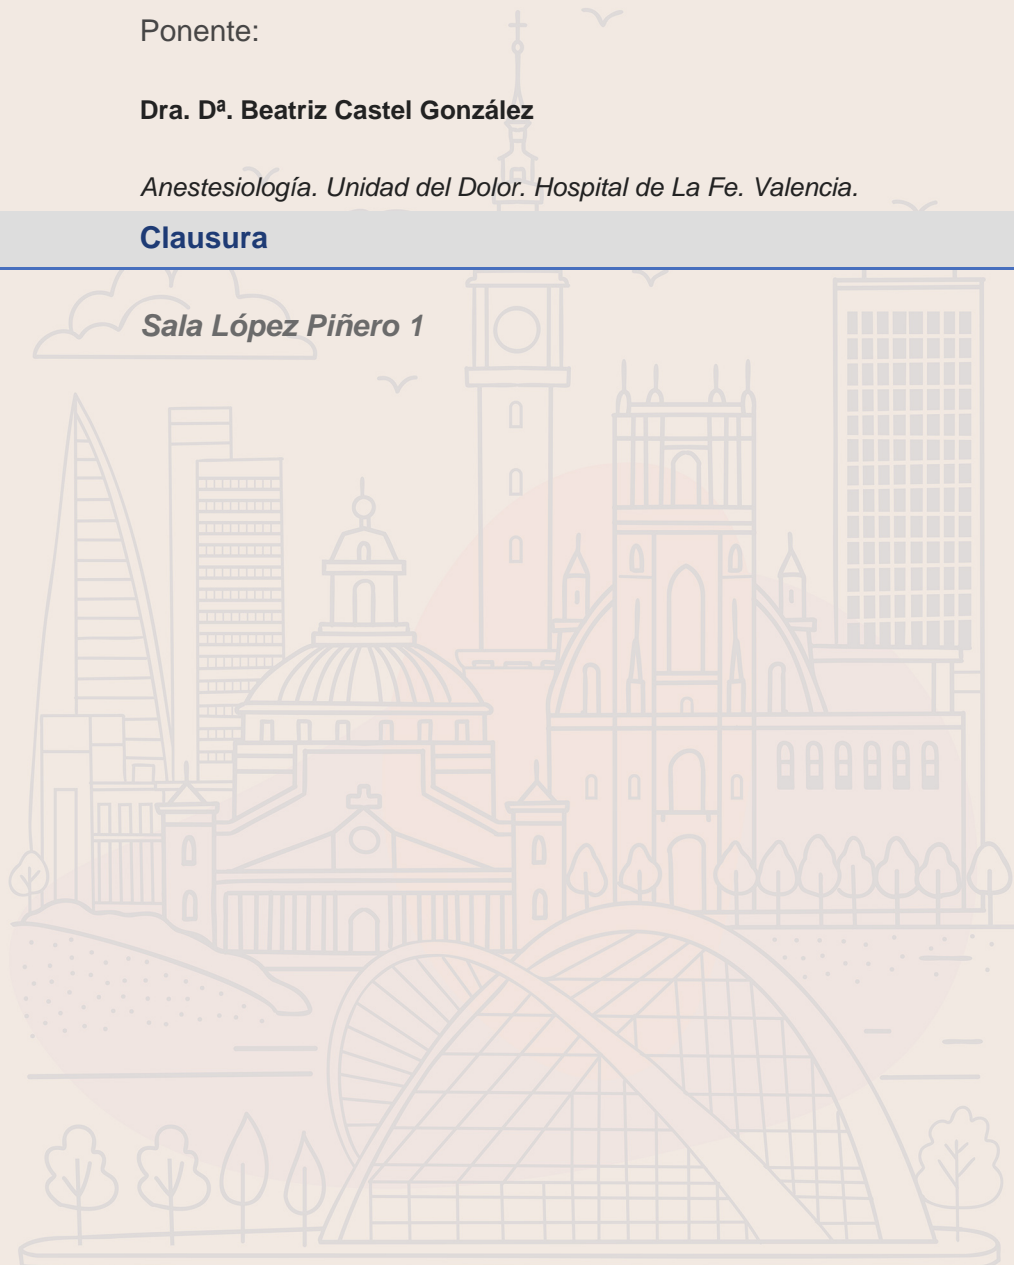 Ponente:
Dra. Dª. Beatriz Castel González
Anestesiología. Unidad del Dolor. Hospital de La Fe. Valencia.
Clausura
Sala López Piñero 1